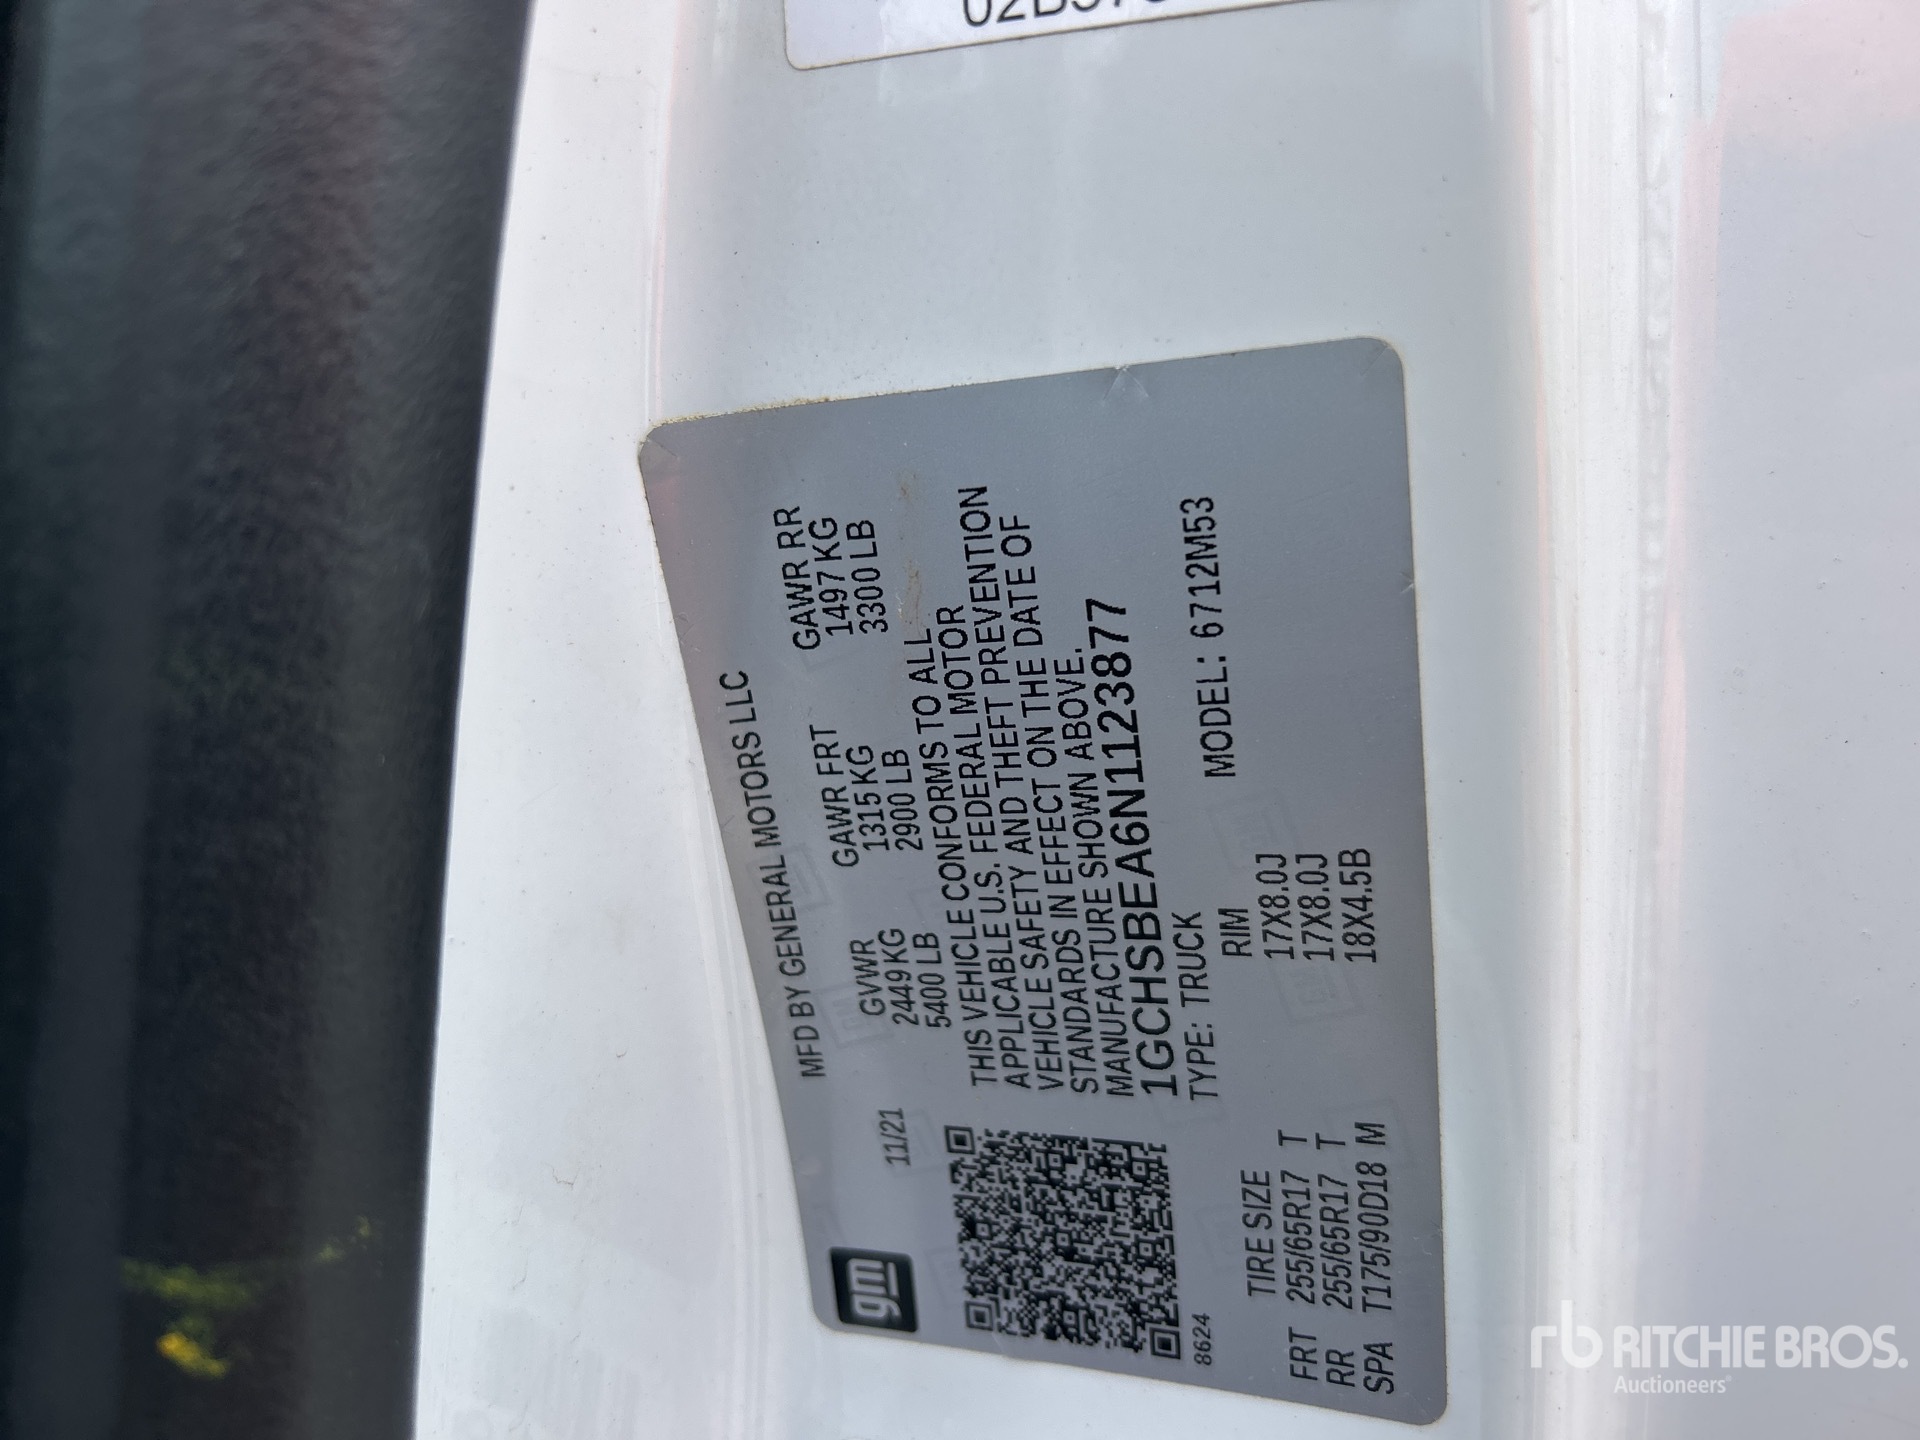 gm
11/21
MFD BY GENERAL MOTORS LLC
GVWR GAWR FRT GAWR RR
2449 KG 1315 KG 1497 KG
5400 LB 2900 LB 3300 LB
THIS VEHICLE CONFORMS TO ALL
APPLICABLE U.S. FEDERAL MOTOR
VEHICLE SAFETY AND THEFT PREVENTION
STANDARDS IN EFFECT ON THE DATE OF
MANUFACTURE SHOWN ABOVE.
1GCHSBEA6N1123877
TYPE: TRUCK MODEL: 6712M53
8624
TIRE SIZE RIM
FRT 255/65R17 T 17X8.0J
RR 255/65R17 T 17X8.0J
SPA T175/90D18 M 18X4.5B
rb RITCHIE BROS.
Auctioneers